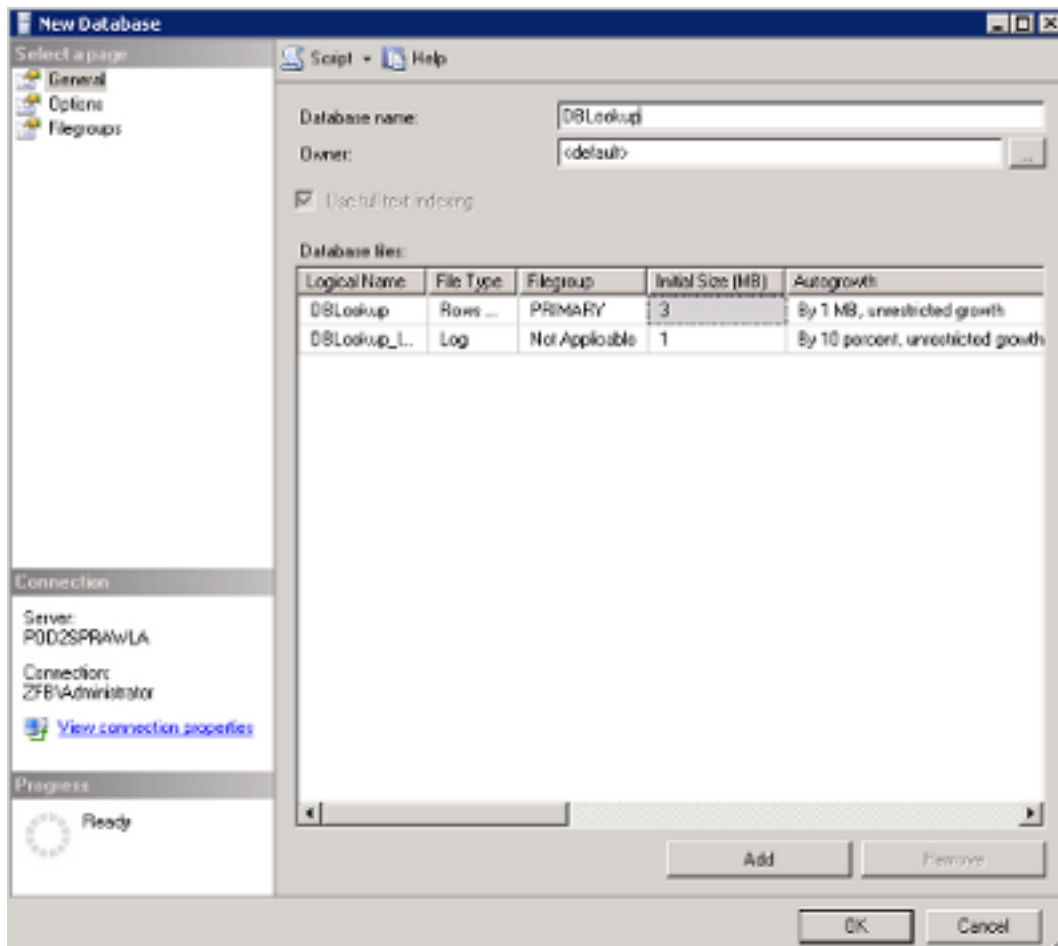 New Database
Select a page
General
Options
Filegroups
Script Help
Database name: DBLookup
Owner: <default> ...
Use full-text indexing
Database files:
Logical Name File Type Filegroup Initial Size (MB) Autogrowth
DBLookup Rows ... PRIMARY 3 By 1 MB, unrestricted growth
DBLookup_l... Log Not Applicable 1 By 10 percent, unrestricted growth
Connection
Server:
POD2SPRAWLA
Connection:
ZFB\Administrator
View connection properties
Progress
Ready
Add Remove
OK Cancel